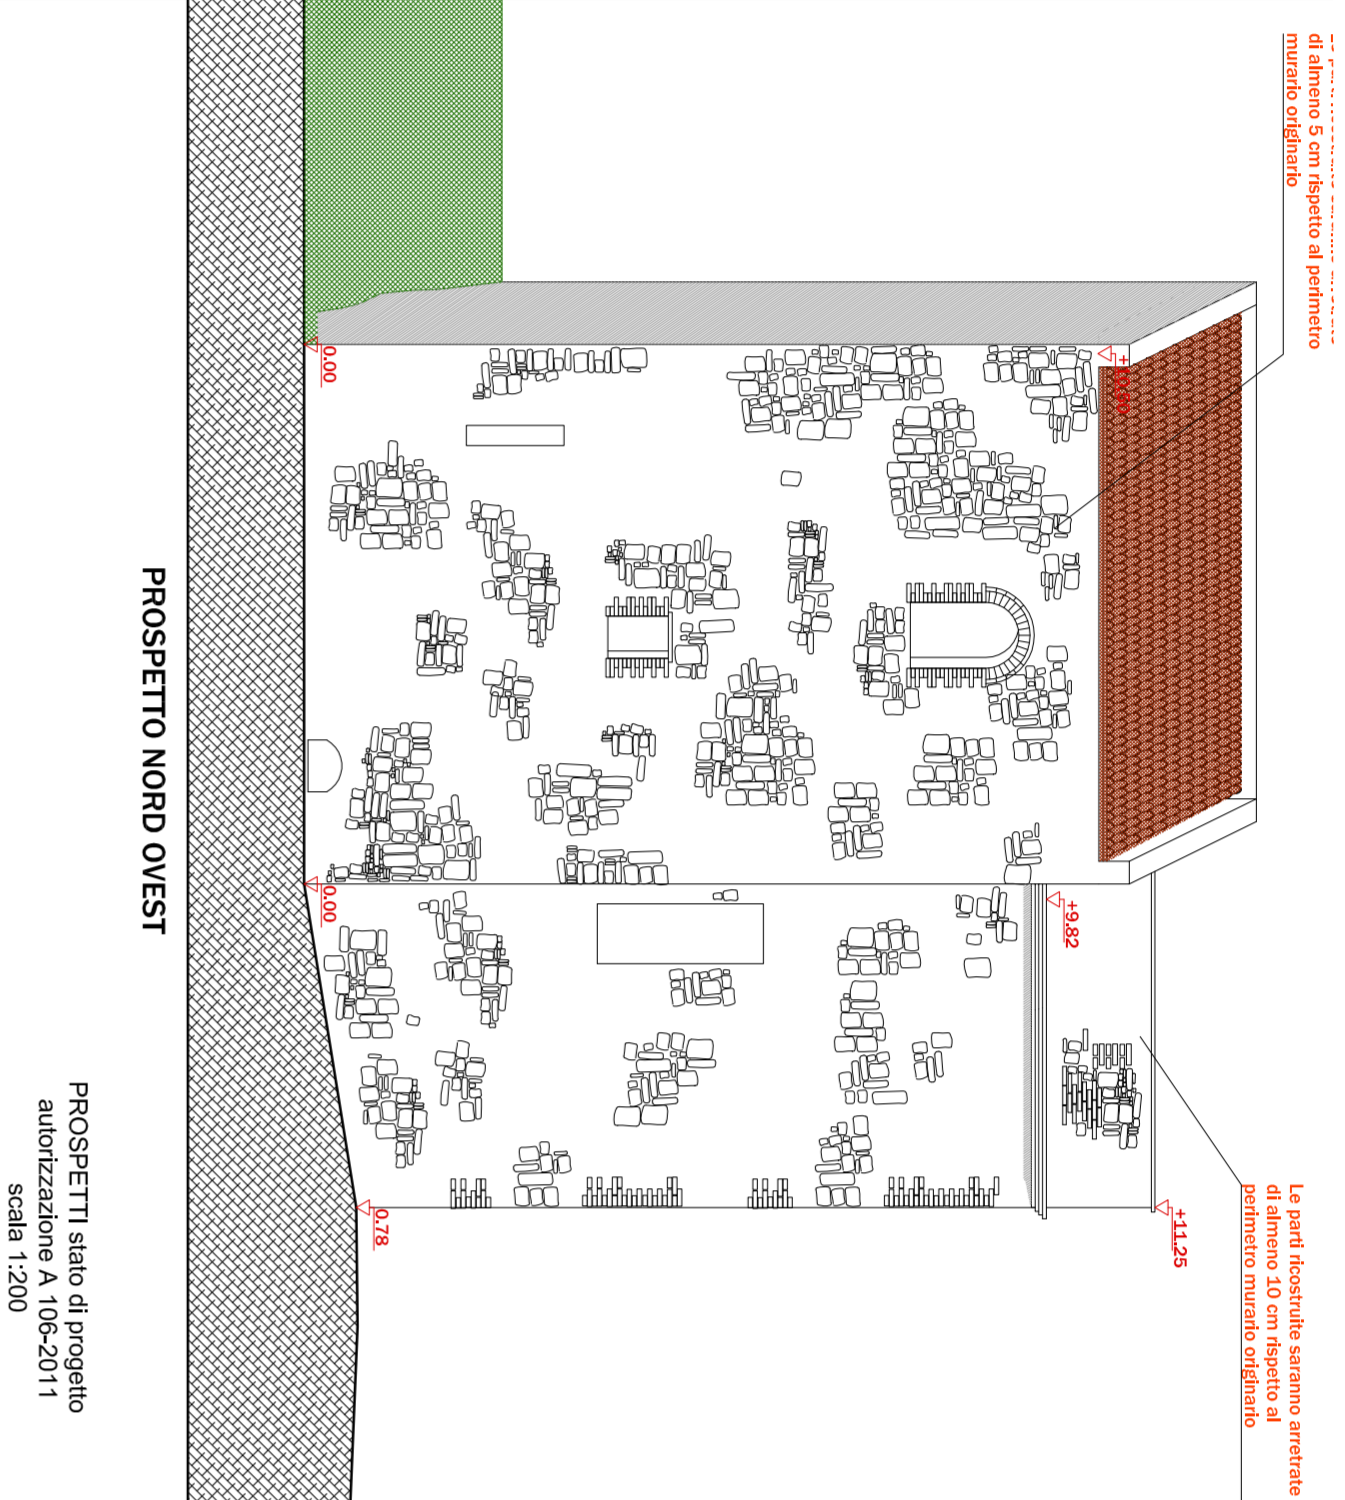 di almeno 5 cm rispetto al perimetro
murario originario
Le parti ricostruite saranno arretrate
di almeno 10 cm rispetto al
perimetro murario originario
+11.25
+9.82
0.00
0.00
0.78
PROSPETTO NORD OVEST
PROSPETTI stato di progetto
autorizzazione A 106-2011
scala 1:200